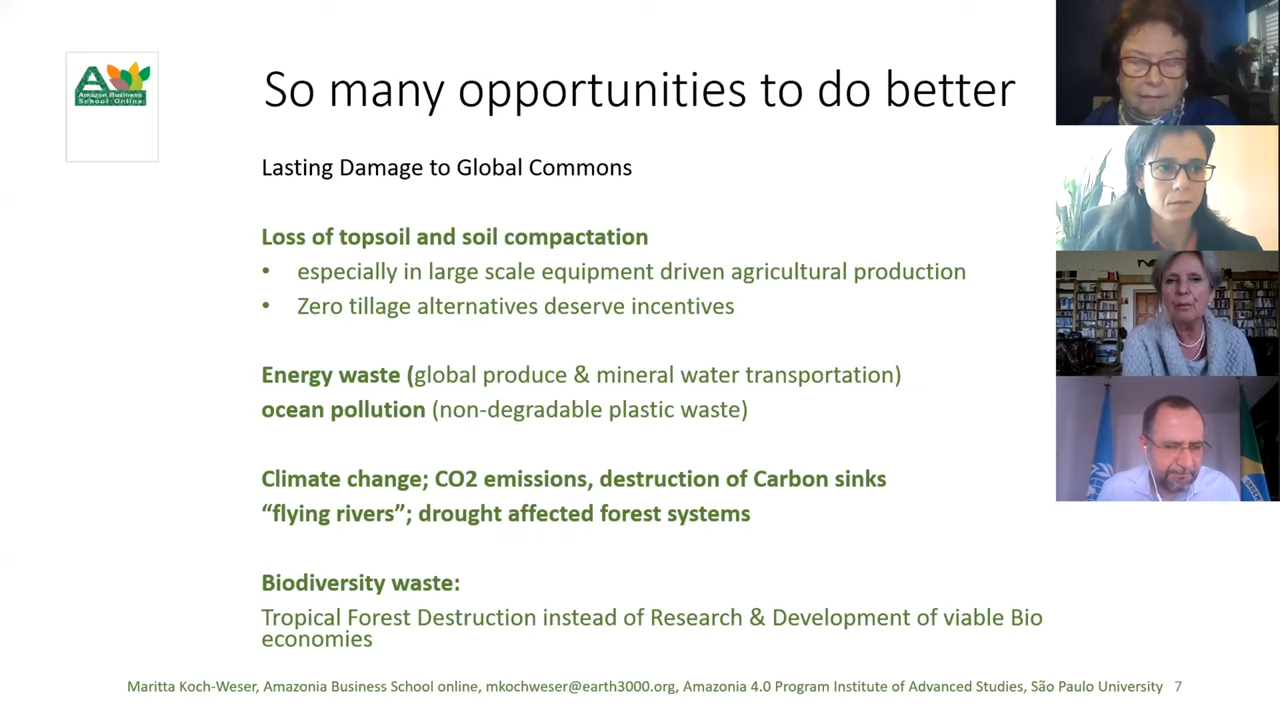 Amazon Business
School Online
So many opportunities to do better
Lasting Damage to Global Commons
Loss of topsoil and soil compactation
• especially in large scale equipment driven agricultural production
• Zero tillage alternatives deserve incentives
Energy waste (global produce & mineral water transportation)
ocean pollution (non-degradable plastic waste)
Climate change; CO2 emissions, destruction of Carbon sinks
“flying rivers”; drought affected forest systems
Biodiversity waste:
Tropical Forest Destruction instead of Research & Development of viable Bio
economies
Maritta Koch-Weser, Amazonia Business School online, mkochweser@earth3000.org, Amazonia 4.0 Program Institute of Advanced Studies, São Paulo University 7